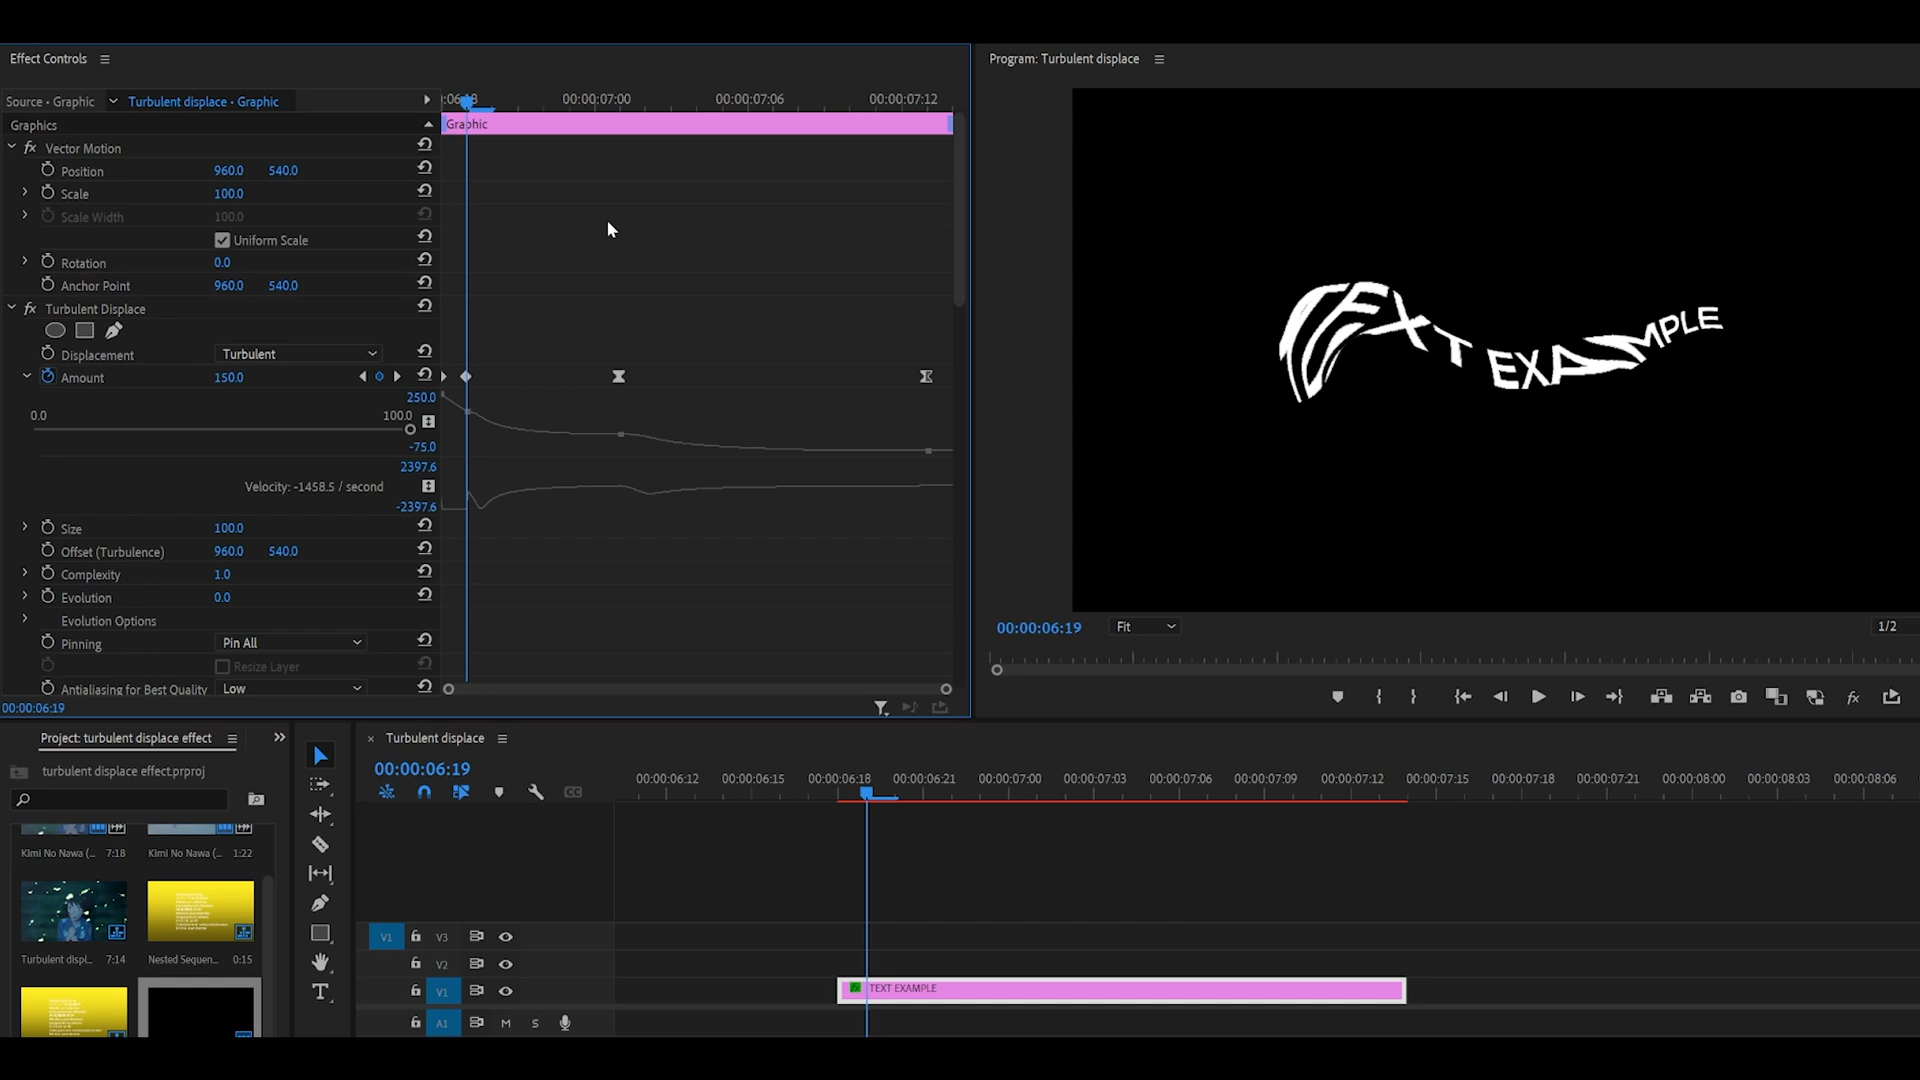 Effect Controls
Program: Turbulent displace
Source • Graphic
Turbulent displace • Graphic
00:00:07:00
00:00:07:06
00:00:07:12
Graphics
Graphic
fx Vector Motion
Position 960.0 540.0
Scale 100.0
Scale Width 100.0
Uniform Scale
Rotation 0.0
Anchor Point 960.0 540.0
fx Turbulent Displace
Displacement Turbulent
Amount 150.0
250.0
0.0 100.0
-75.0
2397.6
Velocity: -1458.5 / second
-2397.6
Size 100.0
Offset (Turbulence) 960.0 540.0
Complexity 1.0
Evolution 0.0
Evolution Options
Pinning Pin All
Resize Layer
Antialiasing for Best Quality Low
00:00:06:19
TEXT EXAMPLE
00:00:06:19
Fit
1/2
fx
Project: turbulent displace effect
turbulent displace effect.prproj
Kimi No Nawa (... 7:18
Kimi No Nawa (... 1:22
Turbulent displ... 7:14
Nested Sequen... 0:15
T
× Turbulent displace
00:00:06:19
CC
00:00:06:12 00:00:06:15 00:00:06:18 00:00:06:21 00:00:07:00 00:00:07:03 00:00:07:06 00:00:07:09 00:00:07:12 00:00:07:15 00:00:07:18 00:00:07:21 00:00:08:00 00:00:08:03 00:00:08:06
V1 V3
V2
V1
fx TEXT EXAMPLE
A1 M S